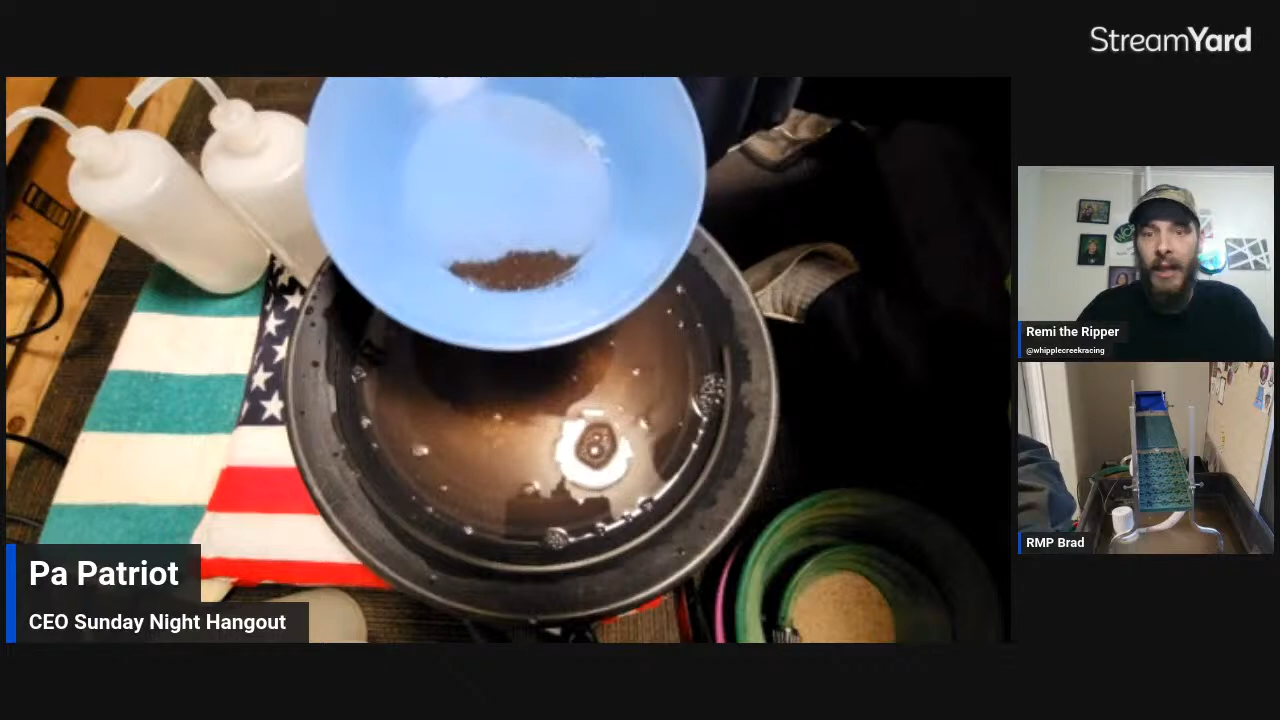 StreamYard
Pa Patriot
CEO Sunday Night Hangout
Remi the Ripper
@whipplecreekracing
RMP Brad